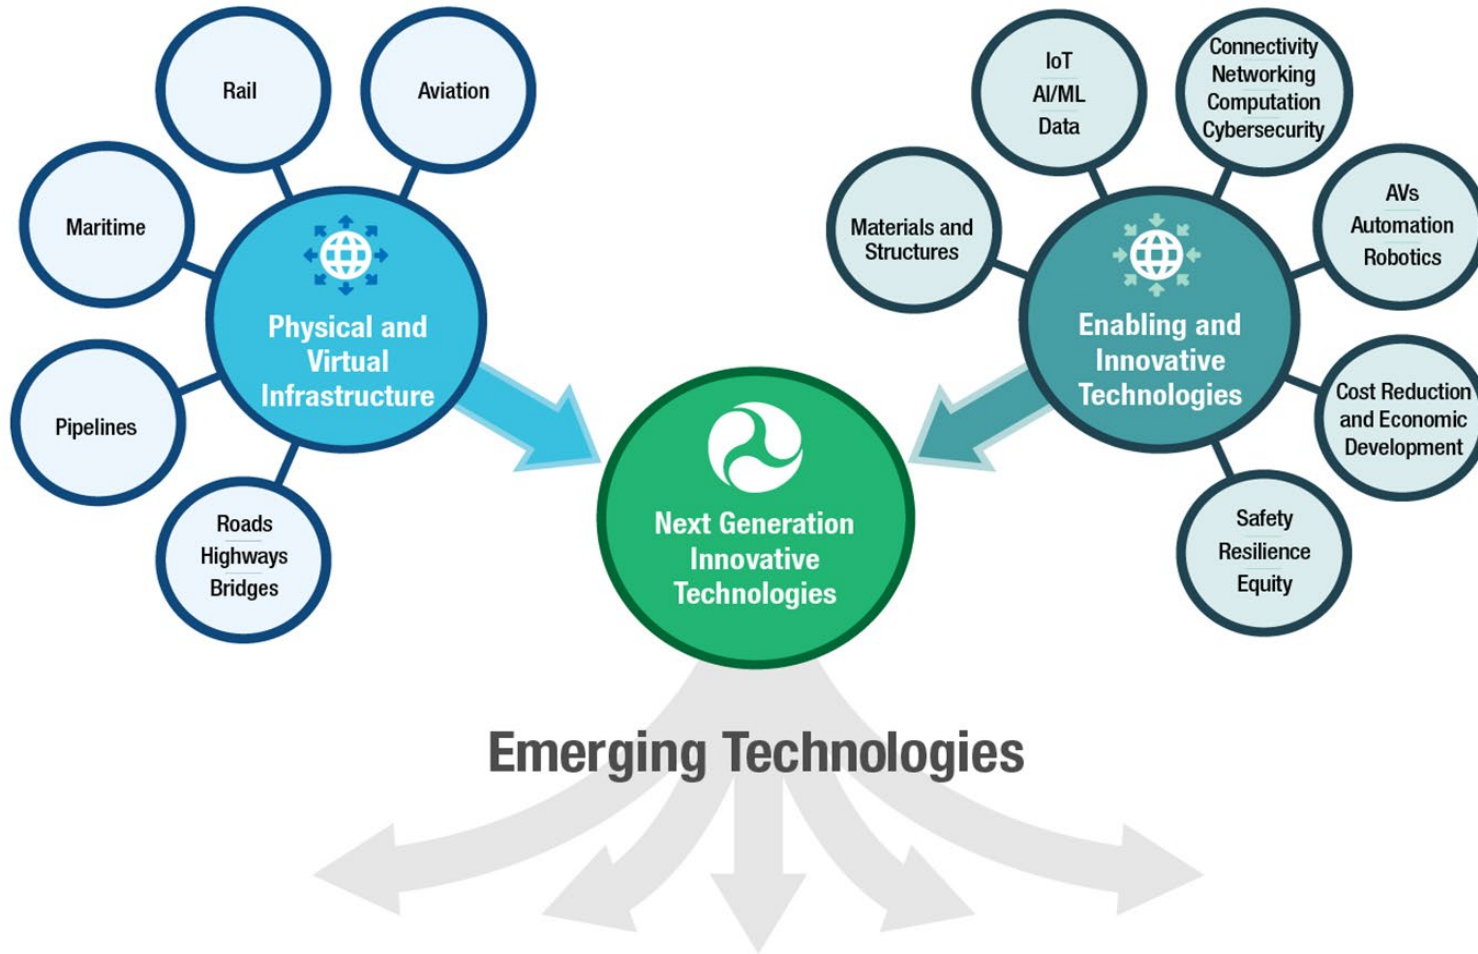 Rail
Aviation
Maritime
Physical and
Virtual
Infrastructure
Pipelines
Roads
Highways
Bridges
IoT
AI/ML
Data
Connectivity
Networking
Computation
Cybersecurity
Materials and
Structures
AVs
Automation
Robotics
Enabling and
Innovative
Technologies
Cost Reduction
and Economic
Development
Safety
Resilience
Equity
Next Generation
Innovative
Technologies
Emerging Technologies